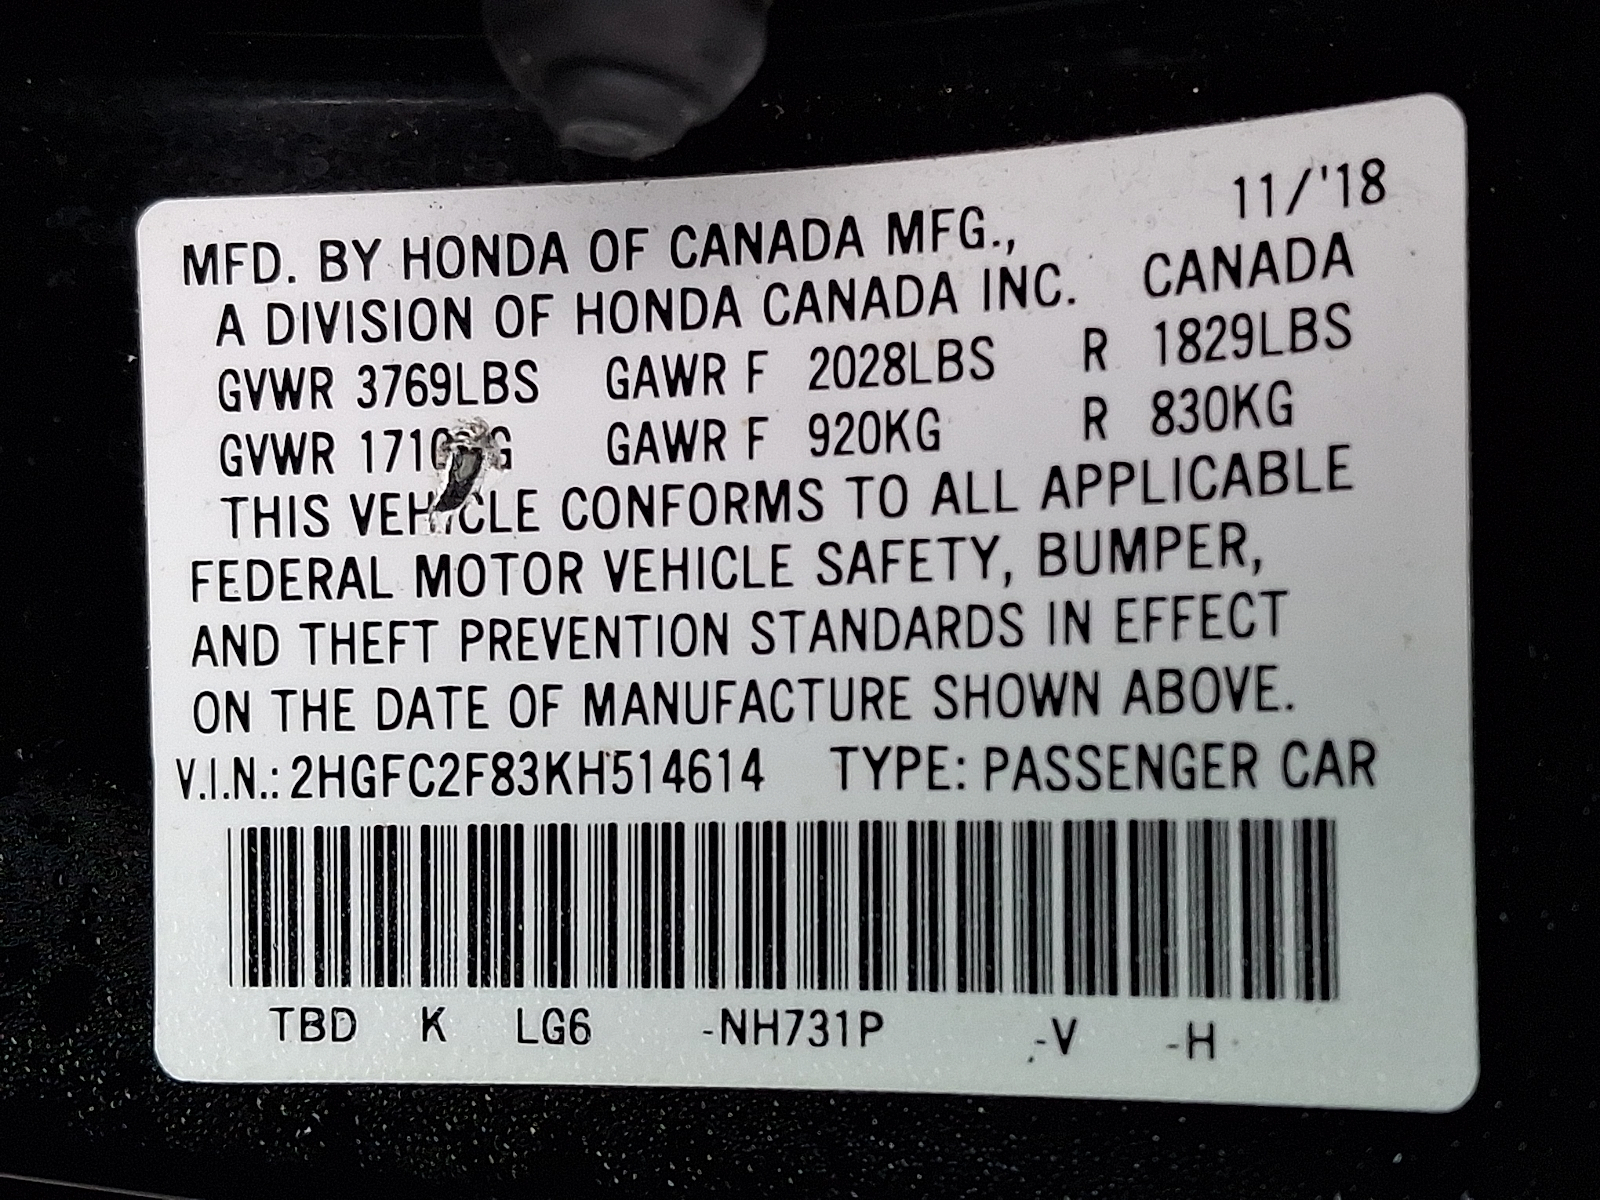 11/'18
MFD. BY HONDA OF CANADA MFG.,
A DIVISION OF HONDA CANADA INC. CANADA
GVWR 3769LBS GAWR F 2028LBS R 1829LBS
GVWR GAWR F 920KG R 830KG
THIS VEHICLE CONFORMS TO ALL APPLICABLE
FEDERAL MOTOR VEHICLE SAFETY, BUMPER,
AND THEFT PREVENTION STANDARDS IN EFFECT
ON THE DATE OF MANUFACTURE SHOWN ABOVE.
V.I.N.: 2HGFC2F83KH514614 TYPE: PASSENGER CAR
TBD K LG6 -NH731P -V -H